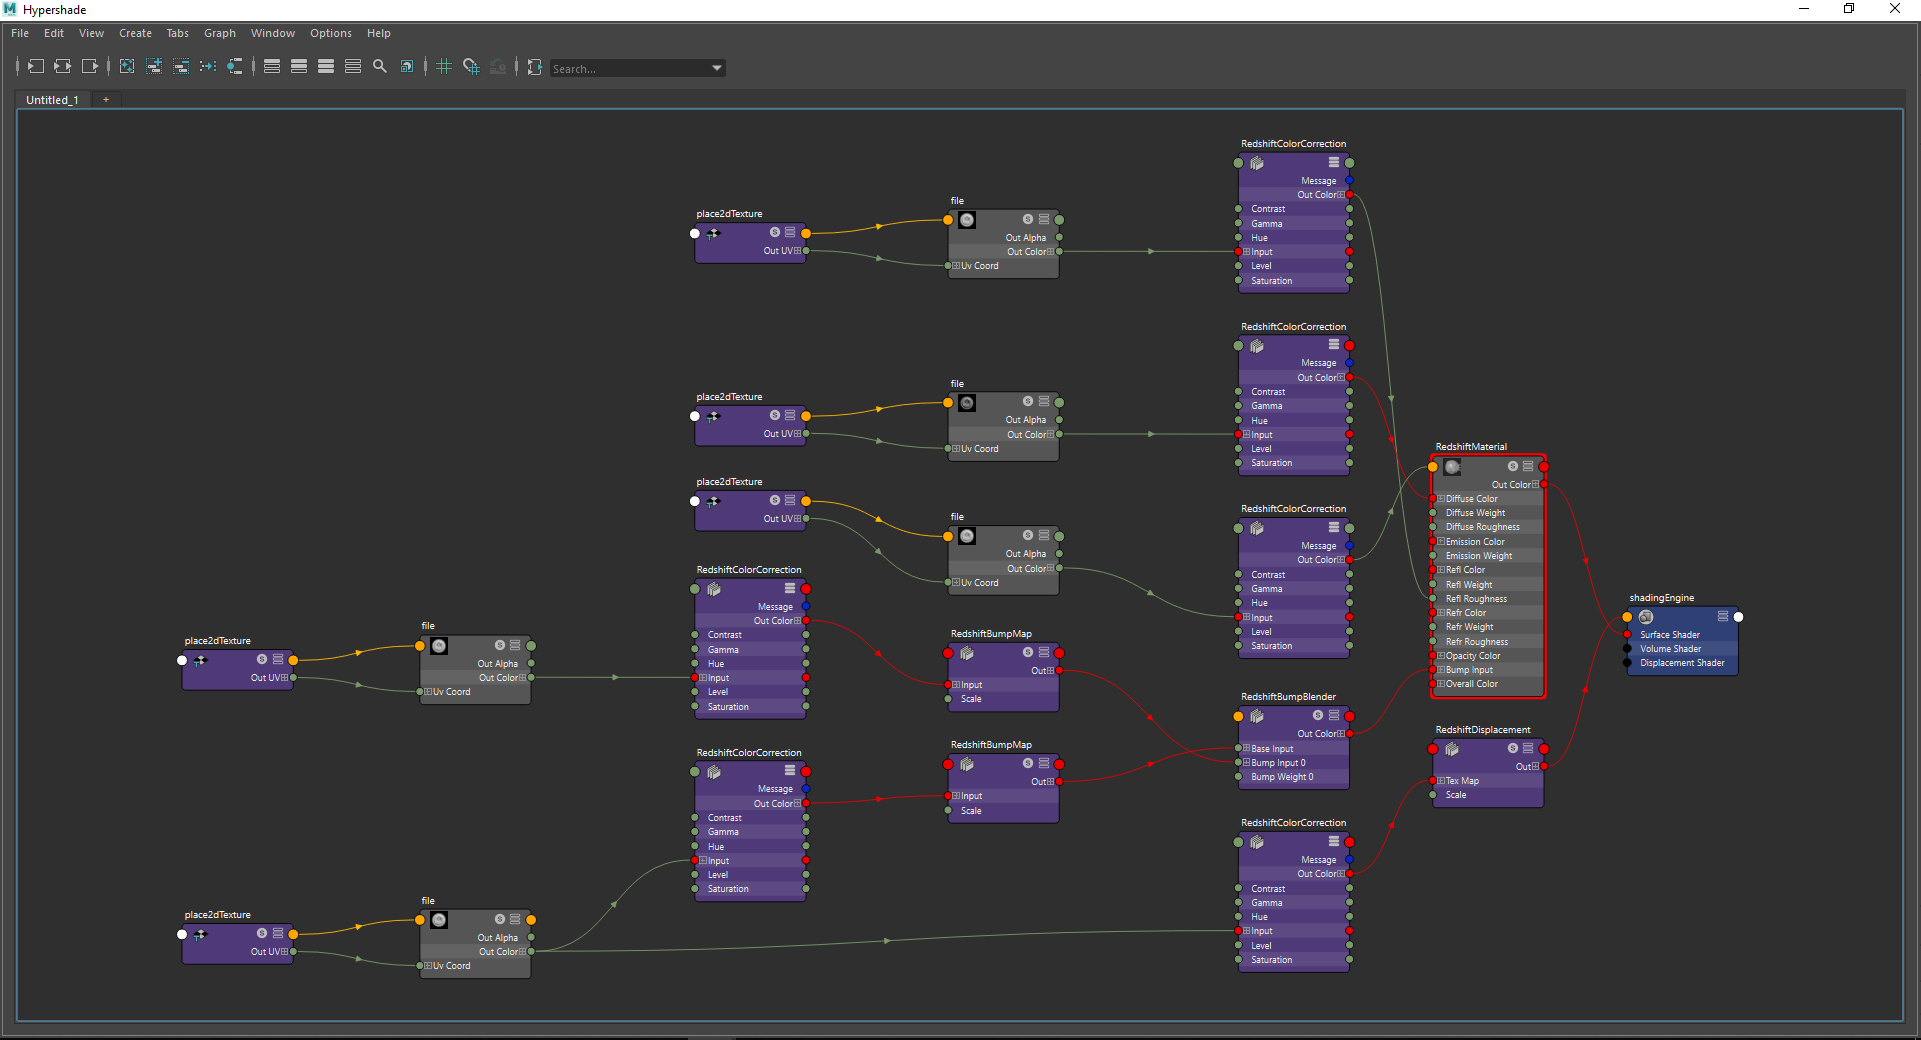 Hypershade
File Edit View Create Tabs Graph Window Options Help
Search...
Untitled_1 +
RedshiftColorCorrection
Message
Out Color
Contrast
Gamma
Hue
Input
Level
Saturation
place2dTexture
Out UV
file
Out Alpha
Out Color
Uv Coord
RedshiftColorCorrection
Message
Out Color
Contrast
Gamma
Hue
Input
Level
Saturation
place2dTexture
Out UV
file
Out Alpha
Out Color
Uv Coord
place2dTexture
Out UV
file
Out Alpha
Out Color
Uv Coord
RedshiftColorCorrection
Message
Out Color
Contrast
Gamma
Hue
Input
Level
Saturation
RedshiftMaterial
Out Color
Diffuse Color
Diffuse Weight
Diffuse Roughness
Emission Color
Emission Weight
Refl Color
Refl Weight
Refl Roughness
Refr Color
Refr Weight
Refr Roughness
Opacity Color
Bump Input
Overall Color
shadingEngine
Surface Shader
Volume Shader
Displacement Shader
RedshiftColorCorrection
Message
Out Color
Contrast
Gamma
Hue
Input
Level
Saturation
place2dTexture
Out UV
file
Out Alpha
Out Color
Uv Coord
RedshiftBumpMap
Out
Input
Scale
RedshiftBumpBlender
Out Color
Base Input
Bump Input 0
Bump Weight 0
RedshiftDisplacement
Out
Tex Map
Scale
RedshiftColorCorrection
Message
Out Color
Contrast
Gamma
Hue
Input
Level
Saturation
RedshiftBumpMap
Out
Input
Scale
RedshiftColorCorrection
Message
Out Color
Contrast
Gamma
Hue
Input
Level
Saturation
place2dTexture
Out UV
file
Out Alpha
Out Color
Uv Coord